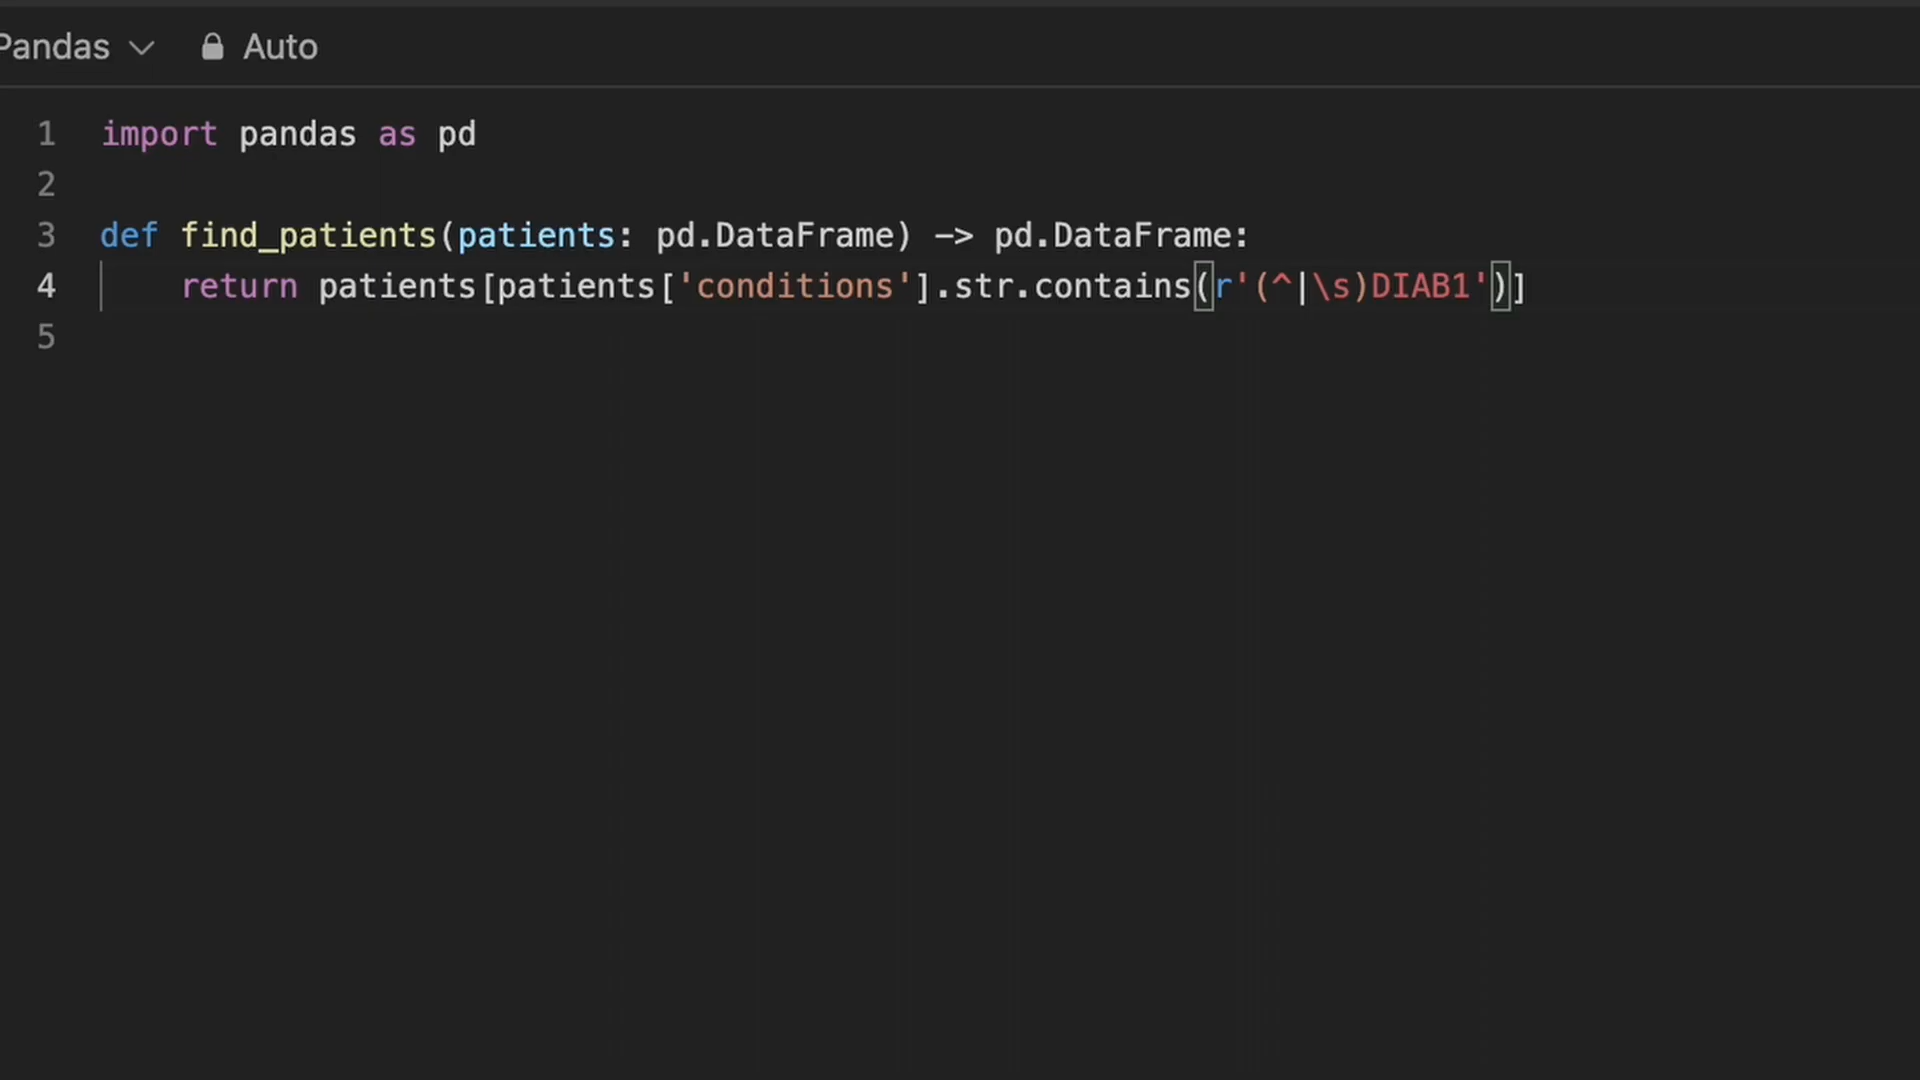 Pandas Auto
1 import pandas as pd
2
3 def find_patients(patients: pd.DataFrame) -> pd.DataFrame:
4     return patients[patients['conditions'].str.contains(r'(^|\s)DIAB1')]
5